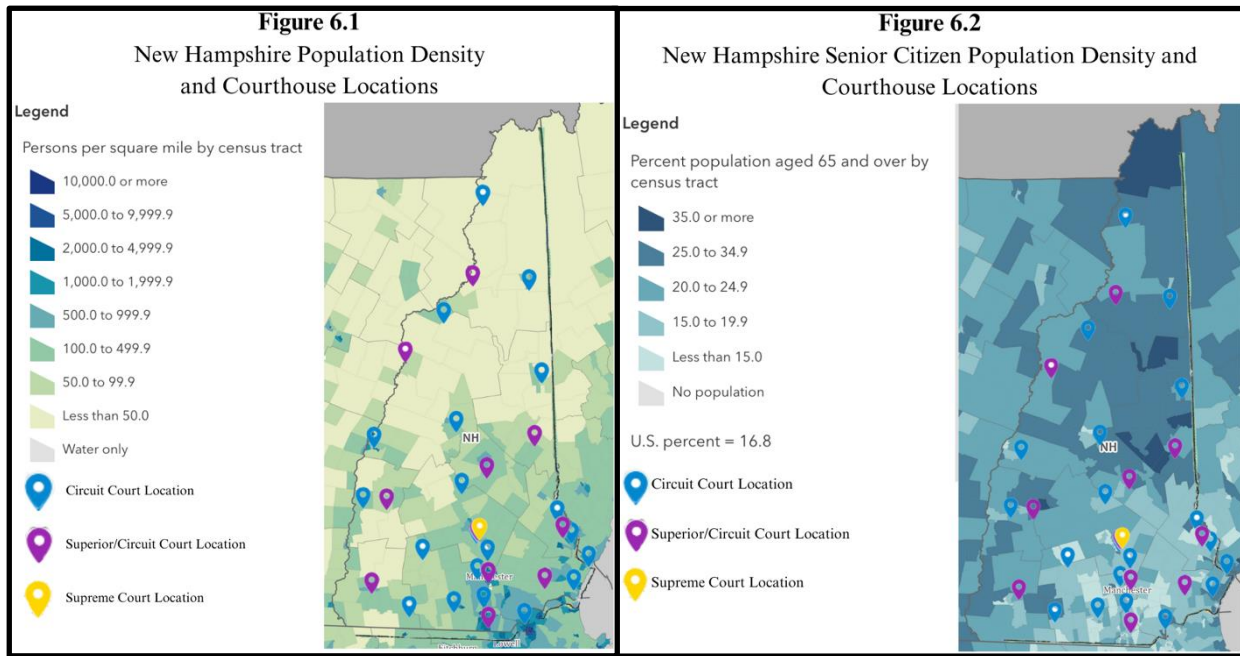 Figure 6.1
New Hampshire Population Density
and Courthouse Locations
Legend
Persons per square mile by census tract
10,000.0 or more
5,000.0 to 9,999.9
2,000.0 to 4,999.9
1,000.0 to 1,999.9
500.0 to 999.9
100.0 to 499.9
50.0 to 99.9
Less than 50.0
Water only
Circuit Court Location
Superior/Circuit Court Location
Supreme Court Location
NH
Manchester
Lowell
Figure 6.2
New Hampshire Senior Citizen Population Density and
Courthouse Locations
Legend
Percent population aged 65 and over by
census tract
35.0 or more
25.0 to 34.9
20.0 to 24.9
15.0 to 19.9
Less than 15.0
No population
U.S. percent = 16.8
Circuit Court Location
Superior/Circuit Court Location
Supreme Court Location
NH
Manchester